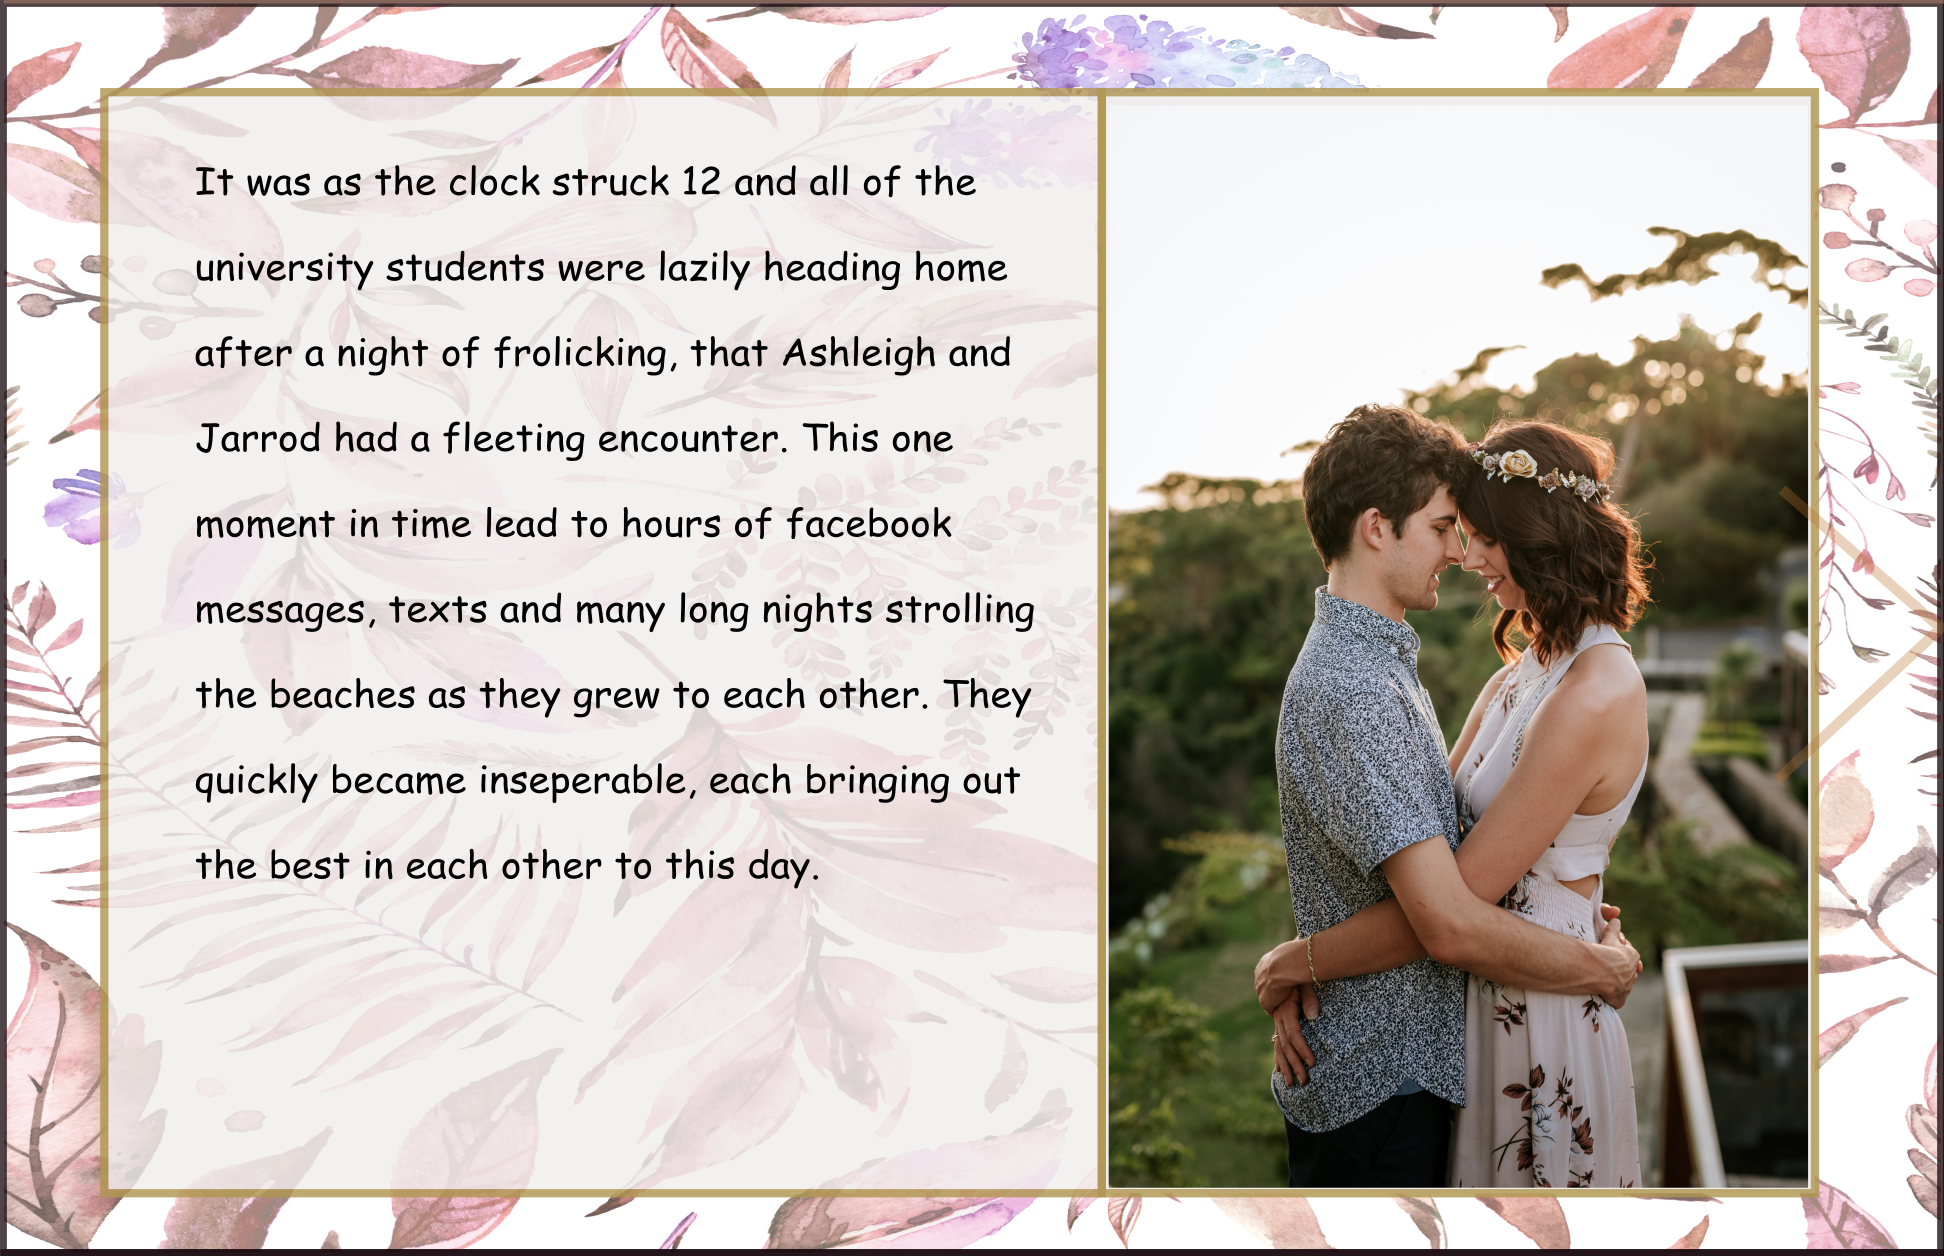 It was as the clock struck 12 and all of the
university students were lazily heading home
after a night of frolicking, that Ashleigh and
Jarrod had a fleeting encounter. This one
moment in time lead to hours of facebook
messages, texts and many long nights strolling
the beaches as they grew to each other. They
quickly became inseperable, each bringing out
the best in each other to this day.